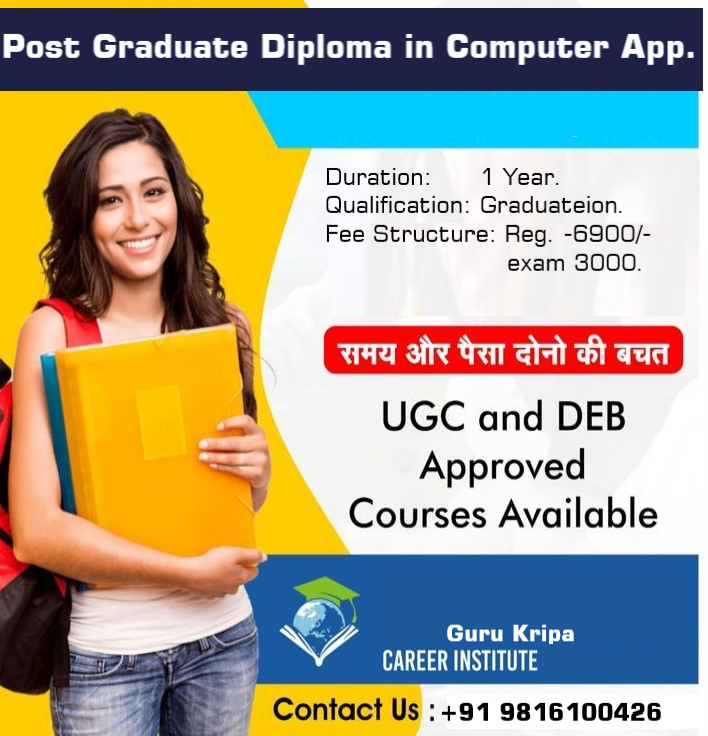 Post Graduate Diploma in Computer App.
Duration: 1 Year.
Qualification: Graduateion.
Fee Structure: Reg. -6900/-
exam 3000.
समय और पैसा दोनो की बचत
UGC and DEB
Approved
Courses Available
Guru Kripa
CAREER INSTITUTE
Contact Us : +91 9816100426